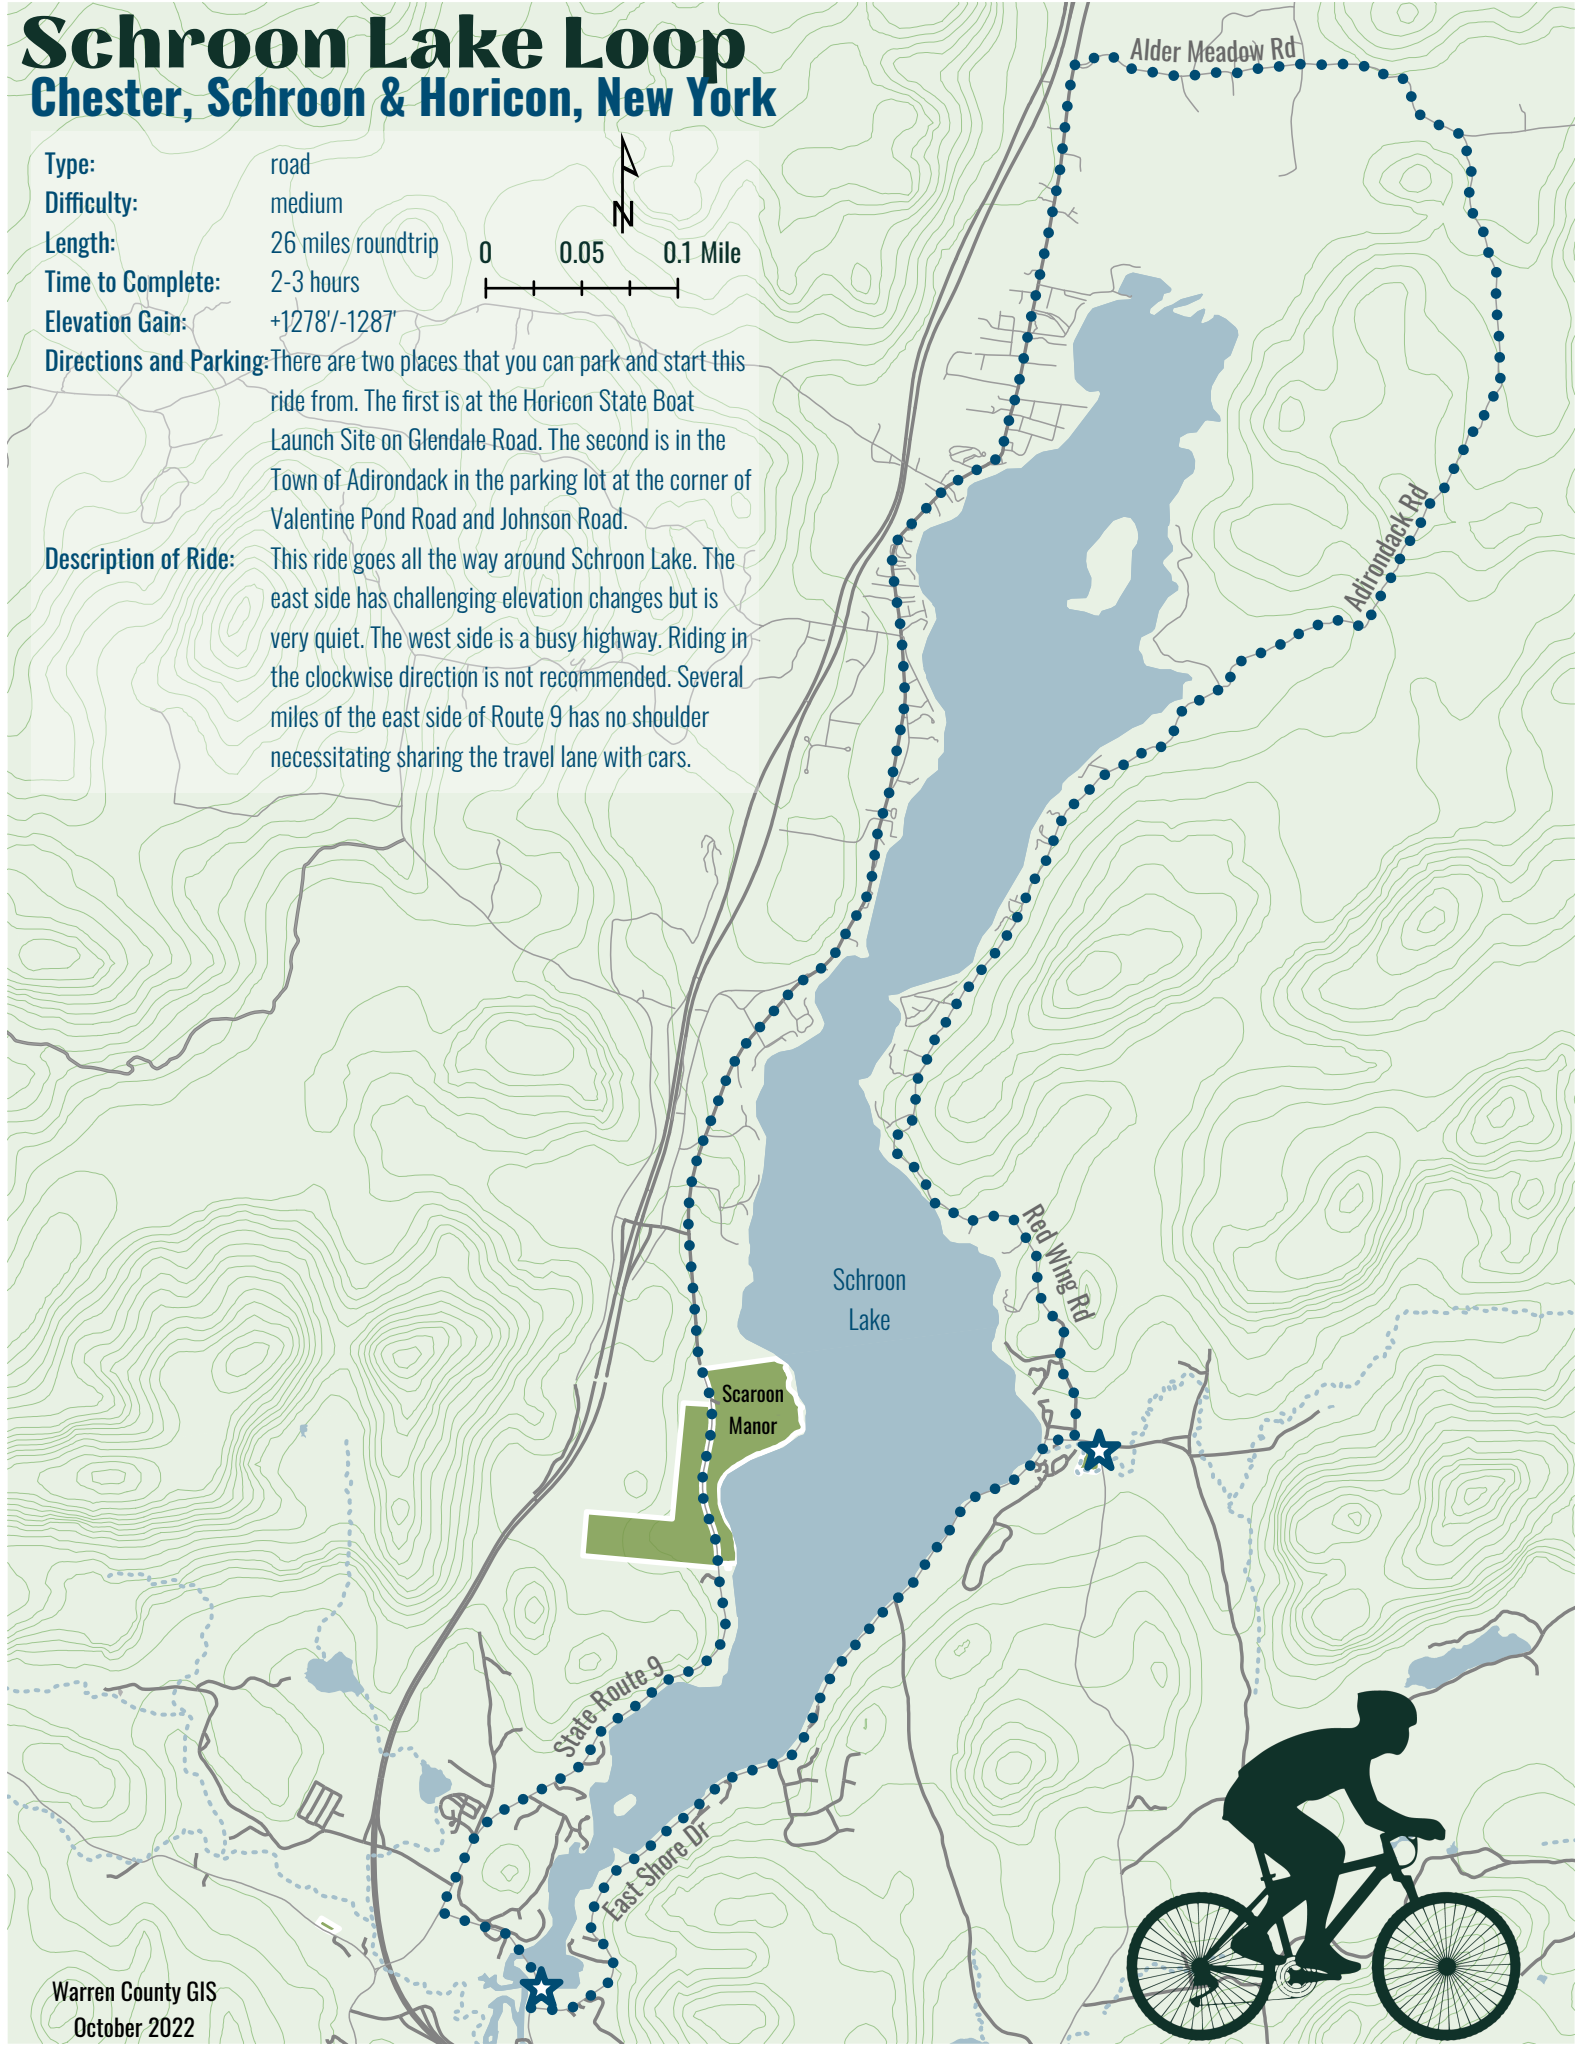 Schroon Lake Loop
Chester, Schroon & Horicon, New York
Type: road
Difficulty: medium
Length: 26 miles roundtrip
Time to Complete: 2-3 hours
Elevation Gain: +1278'/-1287'
Directions and Parking: There are two places that you can park and start this
ride from. The first is at the Horicon State Boat
Launch Site on Glendale Road. The second is in the
Town of Adirondack in the parking lot at the corner of
Valentine Pond Road and Johnson Road.
Description of Ride: This ride goes all the way around Schroon Lake. The
east side has challenging elevation changes but is
very quiet. The west side is a busy highway. Riding in
the clockwise direction is not recommended. Several
miles of the east side of Route 9 has no shoulder
necessitating sharing the travel lane with cars.
N
0 0.05 0.1 Mile
Alder Meadow Rd
Adirondack Rd
Red Wing Rd
Schroon
Lake
Scaroon
Manor
State Route 9
East Shore Dr
Warren County GIS
October 2022